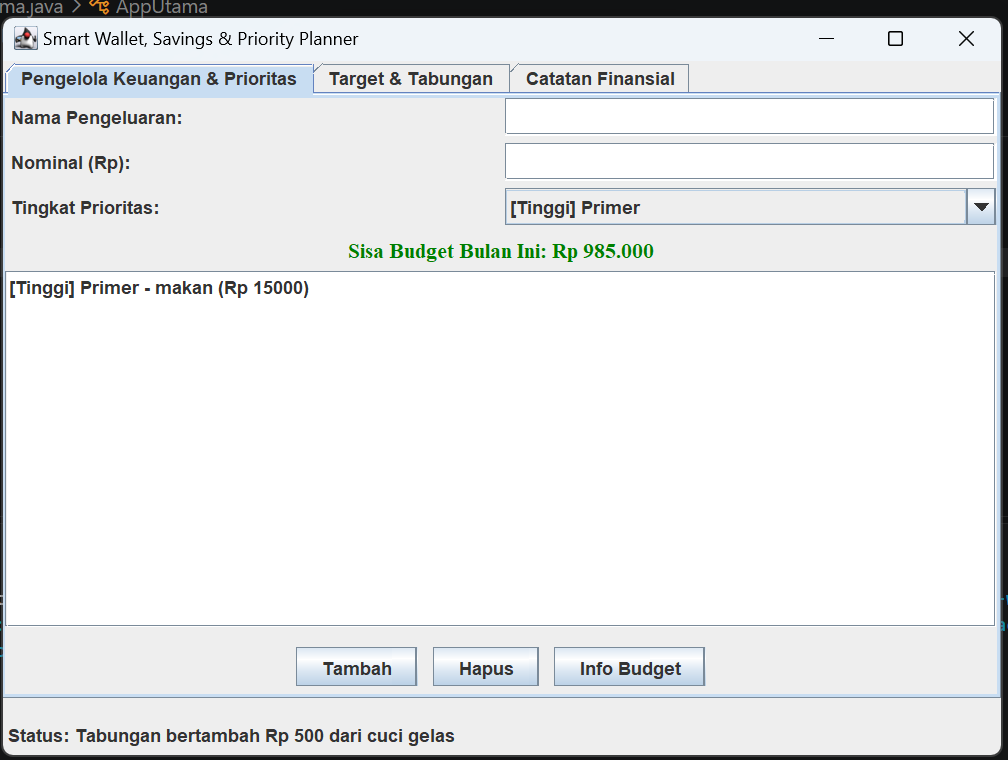 ma.java > AppUtama
Smart Wallet, Savings & Priority Planner
Pengelola Keuangan & Prioritas Target & Tabungan Catatan Finansial
Nama Pengeluaran:
Nominal (Rp):
Tingkat Prioritas: [Tinggi] Primer
Sisa Budget Bulan Ini: Rp 985.000
[Tinggi] Primer - makan (Rp 15000)
Tambah Hapus Info Budget
Status: Tabungan bertambah Rp 500 dari cuci gelas